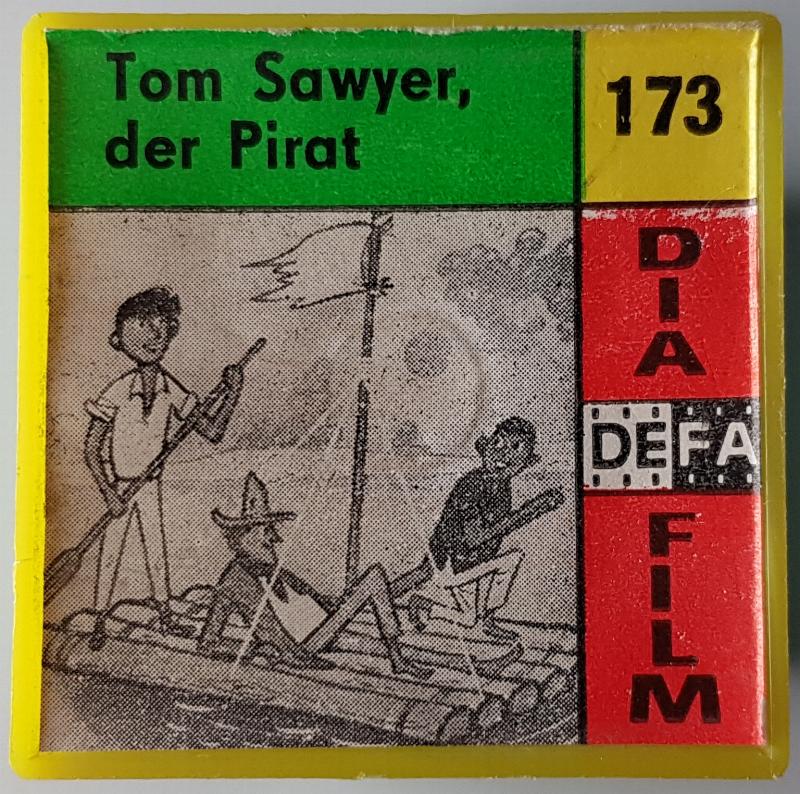 Tom Sawyer,
der Pirat
173
DIA
DEFA
FILM